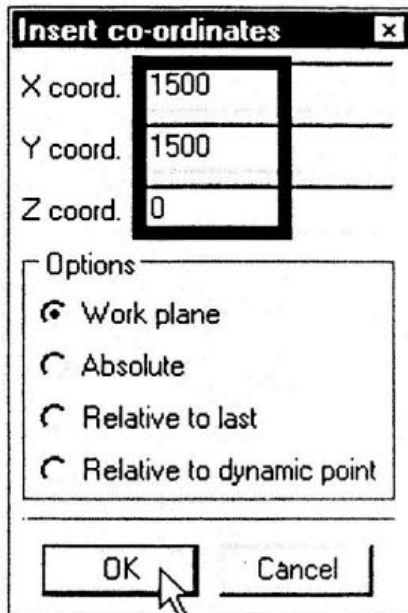 Insert co-ordinates
X coord. 1500
Y coord. 1500
Z coord. 0
Options
Work plane
Absolute
Relative to last
Relative to dynamic point
OK Cancel